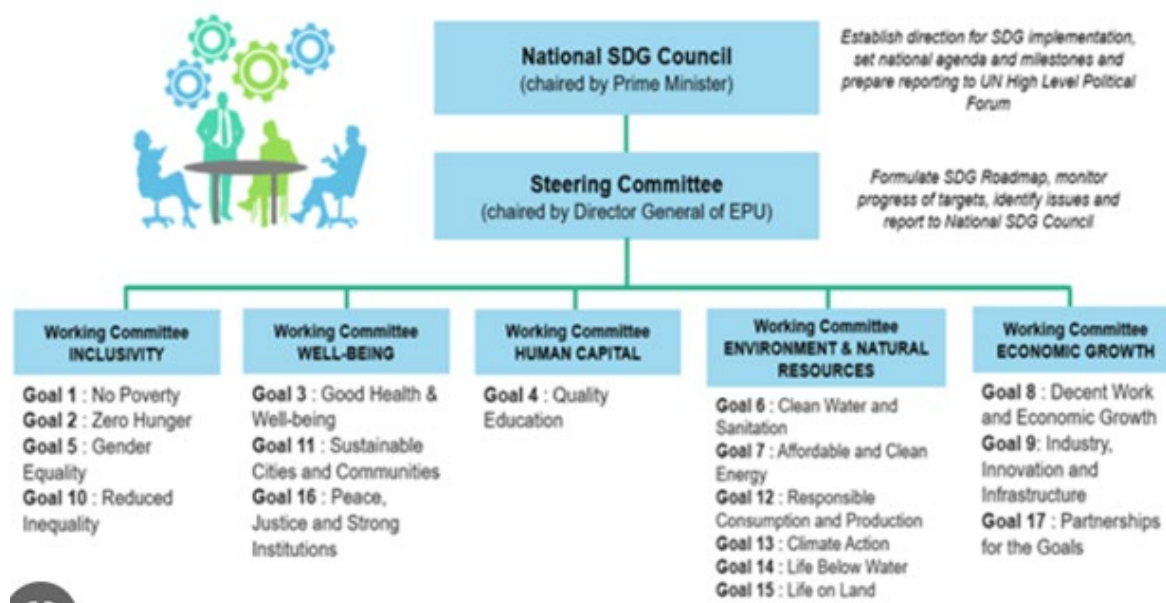 National SDG Council
(chaired by Prime Minister)
Establish direction for SDG implementation,
set national agenda and milestones and
prepare reporting to UN High Level Political
Forum
Steering Committee
(chaired by Director General of EPU)
Formulate SDG Roadmap, monitor
progress of targets, identify issues and
report to National SDG Council
Working Committee
INCLUSIVITY
Goal 1 : No Poverty
Goal 2 : Zero Hunger
Goal 5 : Gender
Equality
Goal 10 : Reduced
Inequality
Working Committee
WELL-BEING
Goal 3 : Good Health &
Well-being
Goal 11 : Sustainable
Cities and Communities
Goal 16 : Peace,
Justice and Strong
Institutions
Working Committee
HUMAN CAPITAL
Goal 4 : Quality
Education
Working Committee
ENVIRONMENT & NATURAL
RESOURCES
Goal 6 : Clean Water and
Sanitation
Goal 7 : Affordable and Clean
Energy
Goal 12 : Responsible
Consumption and Production
Goal 13 : Climate Action
Goal 14 : Life Below Water
Goal 15 : Life on Land
Working Committee
ECONOMIC GROWTH
Goal 8 : Decent Work
and Economic Growth
Goal 9: Industry,
Innovation and
Infrastructure
Goal 17 : Partnerships
for the Goals